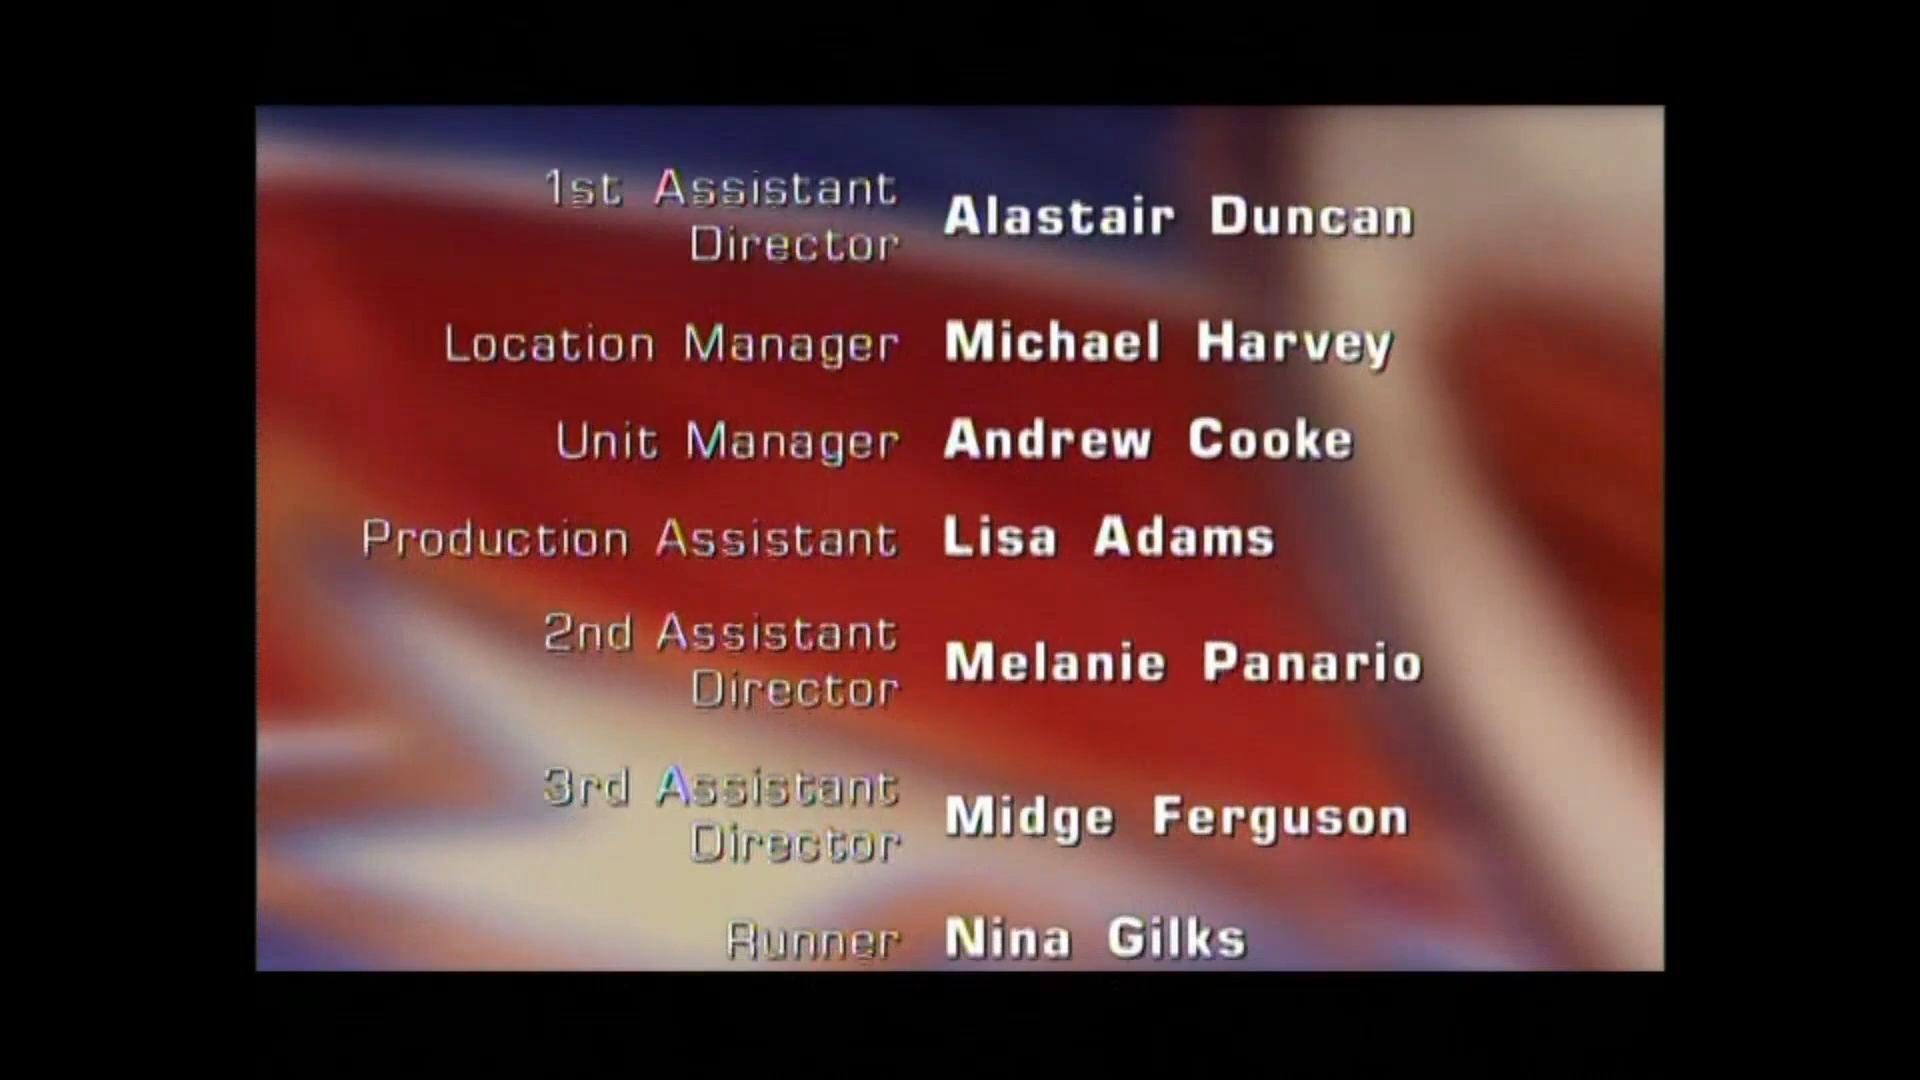 1st Assistant
Director Alastair Duncan
Location Manager Michael Harvey
Unit Manager Andrew Cooke
Production Assistant Lisa Adams
2nd Assistant
Director Melanie Panario
3rd Assistant
Director Midge Ferguson
Runner Nina Gilks